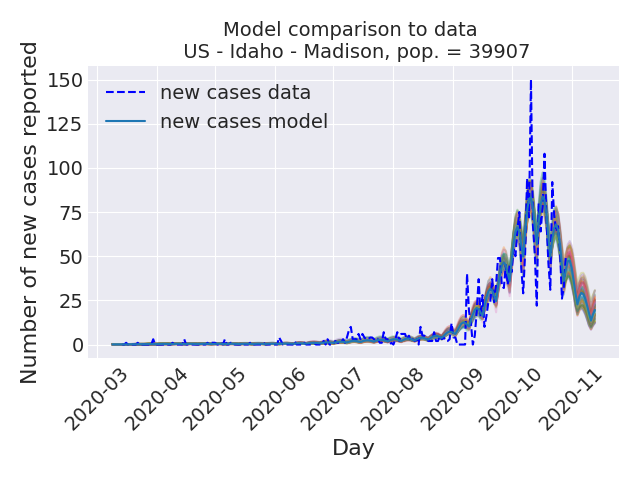 Model comparison to data
US - Idaho - Madison, pop. = 39907
Number of new cases reported
150
125
100
75
50
25
0
new cases data
new cases model
2020-03
2020-04
2020-05
2020-06
2020-07
2020-08
2020-09
2020-10
2020-11
Day